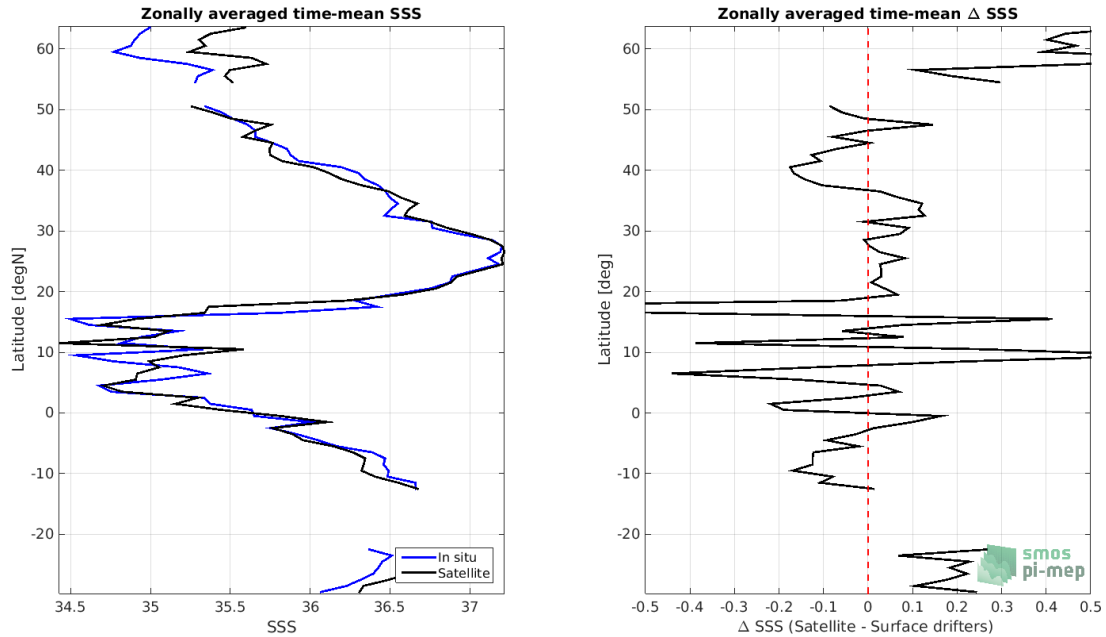 Zonally averaged time-mean SSS
60
50
40
30
20
10
0
-10
-20
Latitude [degN]
34.5 35 35.5 36 36.5 37
SSS
In situ
Satellite
Zonally averaged time-mean Δ SSS
60
50
40
30
20
10
0
-10
-20
Latitude [deg]
-0.5 -0.4 -0.3 -0.2 -0.1 0 0.1 0.2 0.3 0.4 0.5
Δ SSS (Satellite - Surface drifters)
smos
pi-mep